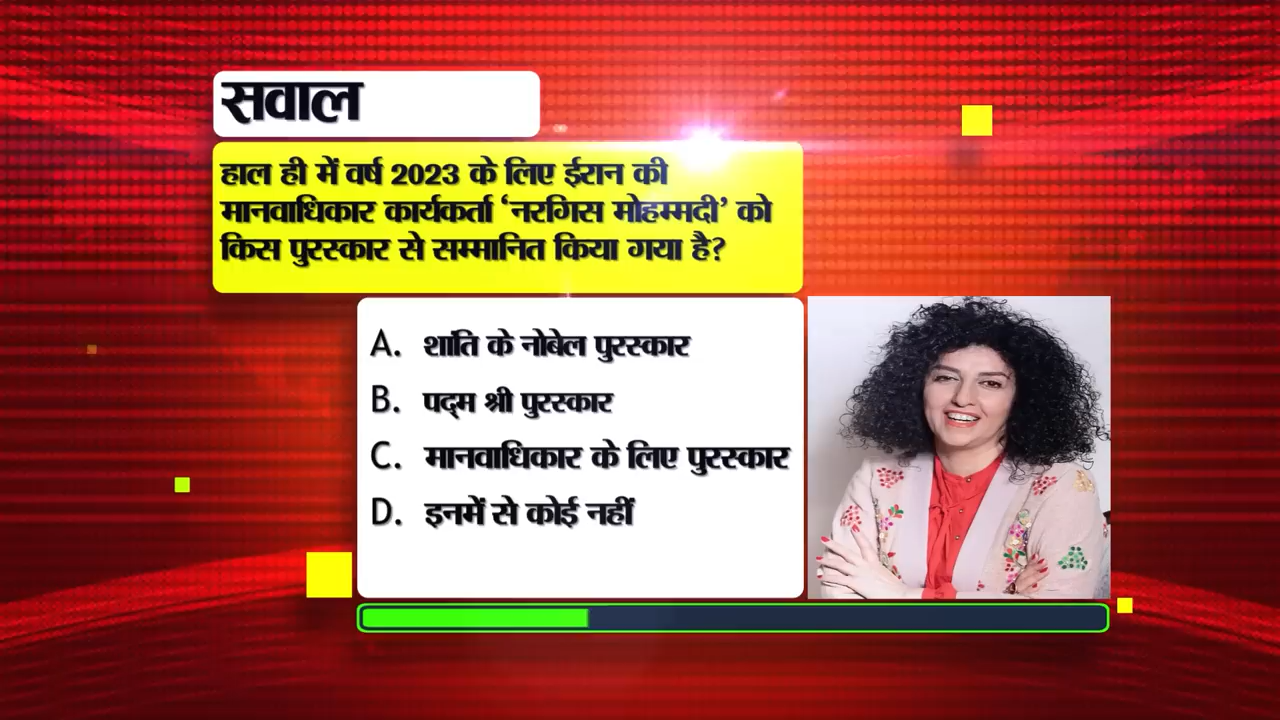 सवाल
हाल ही में वर्ष 2023 के लिए ईरान की
मानवाधिकार कार्यकर्ता ‘नरगिस मोहम्मदी’ को
किस पुरस्कार से सम्मानित किया गया है?
A. शांति के नोबेल पुरस्कार
B. पद्म श्री पुरस्कार
C. मानवाधिकार के लिए पुरस्कार
D. इनमें से कोई नहीं